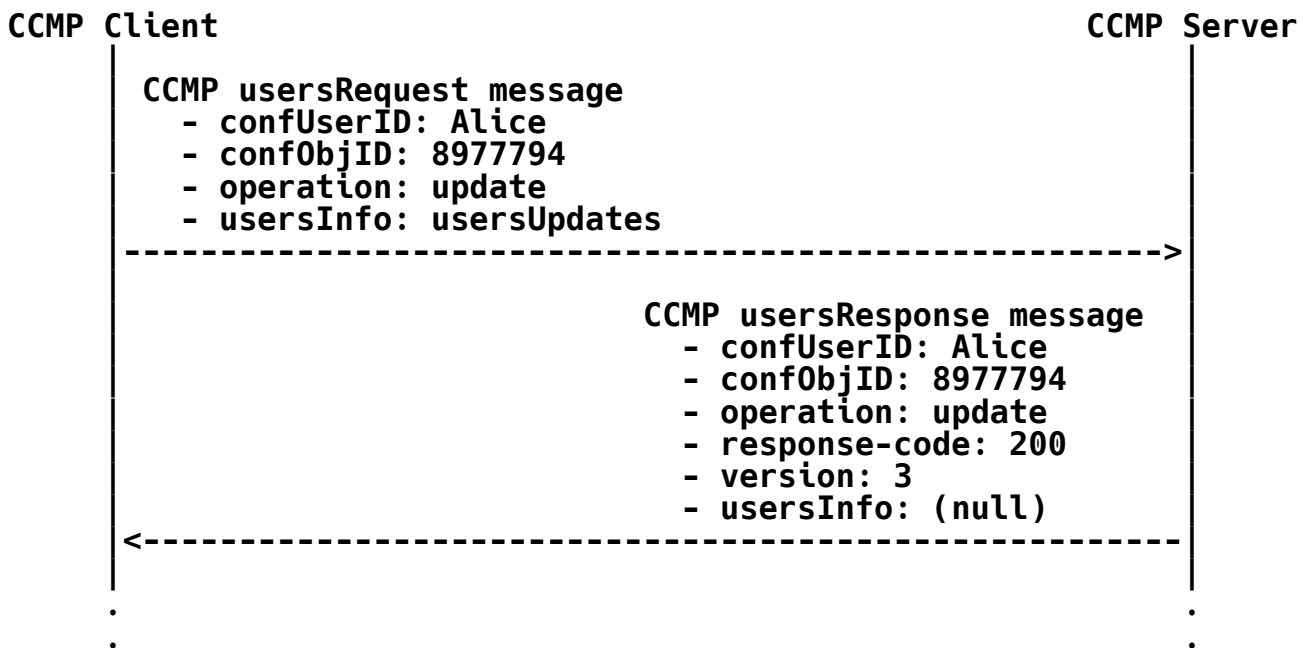 CCMP Client CCMP Server
CCMP usersRequest message
- confUserID: Alice
- confObjID: 8977794
- operation: update
- usersInfo: usersUpdates
CCMP usersResponse message
- confUserID: Alice
- confObjID: 8977794
- operation: update
- response-code: 200
- version: 3
- usersInfo: (null)